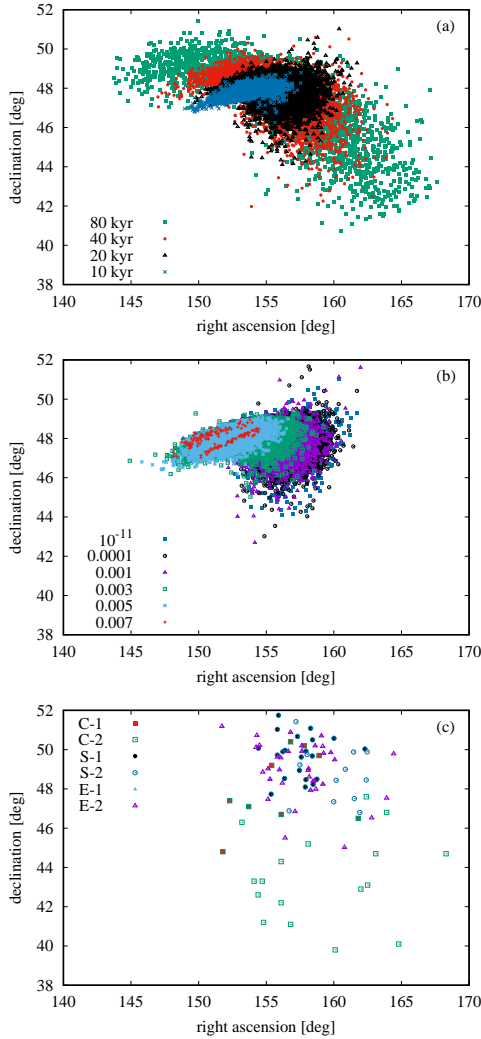 (a)
52
50
48
46
44
42
40
38
declination [deg]
80 kyr
40 kyr
20 kyr
10 kyr
140 145 150 155 160 165 170
right ascension [deg]
(b)
52
50
48
46
44
42
40
38
declination [deg]
10-11
0.0001
0.001
0.003
0.005
0.007
140 145 150 155 160 165 170
right ascension [deg]
(c)
52
50
48
46
44
42
40
38
declination [deg]
C-1
C-2
S-1
S-2
E-1
E-2
140 145 150 155 160 165 170
right ascension [deg]